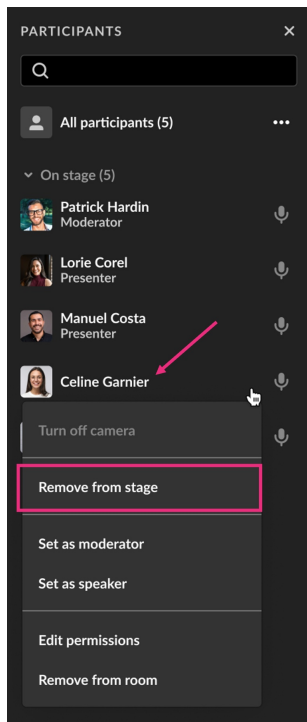 PARTICIPANTS
All participants (5)
On stage (5)
Patrick Hardin
Moderator
Lorie Corel
Presenter
Manuel Costa
Presenter
Celine Garnier
Turn off camera
Remove from stage
Set as moderator
Set as speaker
Edit permissions
Remove from room